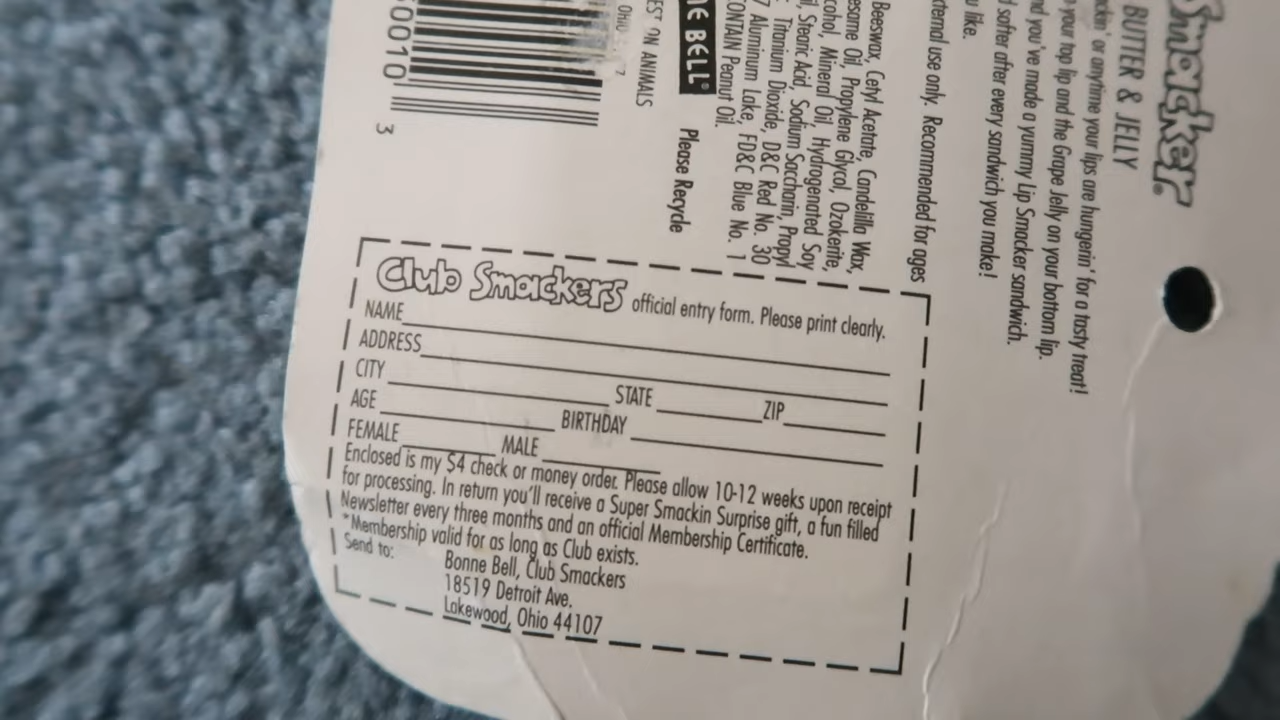 Smacker®
BUTTER & JELLY
or anytime your lips are hungerin' for a tasty treat!
your top lip and the Grape Jelly on your bottom lip.
you've made a yummy Lip Smacker sandwich.
softer after every sandwich you make!
like.
use only. Recommended for ages
Beeswax, Cetyl Acetate, Candelilla Wax,
Oil, Propylene Glycol, Ozokerite,
Mineral Oil, Hydrogenated Soy
Stearic Acid, Sodium Saccharin, Propyl
Titanium Dioxide, D&C Red No. 30
7 Aluminum Lake, FD&C Blue No. 1
CONTAIN Peanut Oil.
BELL® Please Recycle
ON ANIMALS
OHIO
00010 3
Club Smackers official entry form. Please print clearly.
NAME
ADDRESS
CITY STATE ZIP
AGE BIRTHDAY
FEMALE MALE
Enclosed is my $4 check or money order. Please allow 10-12 weeks upon receipt
for processing. In return you'll receive a Super Smackin Surprise gift, a fun filled
Newsletter every three months and an official Membership Certificate.
*Membership valid for as long as Club exists.
Send to: Bonne Bell, Club Smackers
18519 Detroit Ave.
Lakewood, Ohio 44107